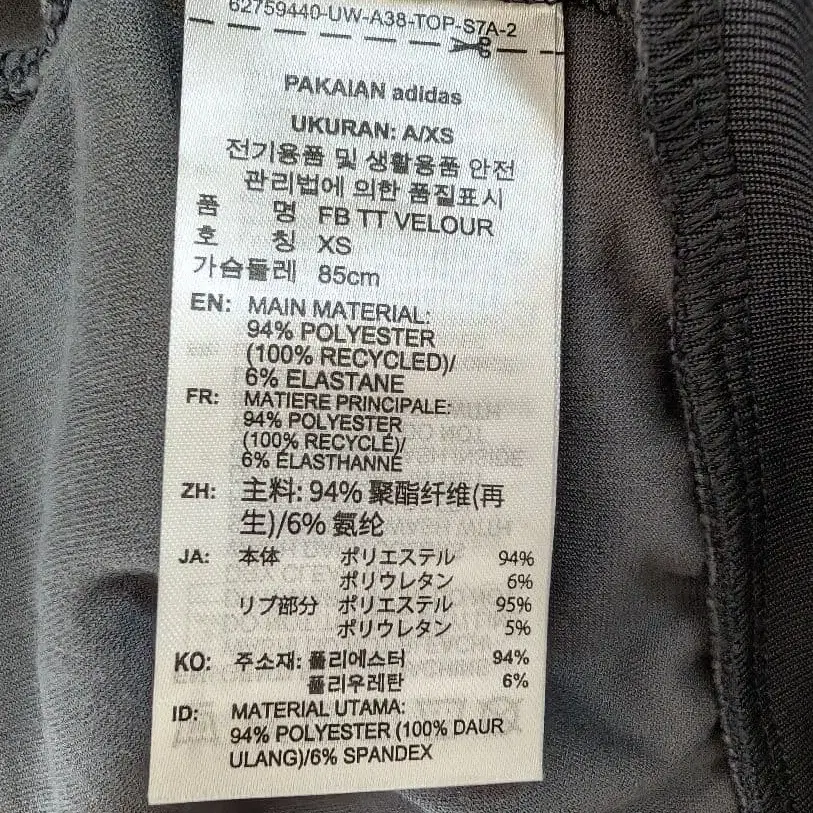 62759440-UW-A38-TOP-S7A-2
PAKAIAN adidas
UKURAN: A/XS
전기용품 및 생활용품 안전
관리법에 의한 품질표시
품 명 FB TT VELOUR
호 칭 XS
가슴둘레 85cm
EN: MAIN MATERIAL:
94% POLYESTER
(100% RECYCLED)/
6% ELASTANE
FR: MATIERE PRINCIPALE:
94% POLYESTER
(100% RECYCLÉ)/
6% ÉLASTHANNE
ZH: 主料: 94% 聚酯纤维(再
生)/6% 氨纶
JA: 本体 ポリエステル 94%
ポリウレタン 6%
リブ部分 ポリエステル 95%
ポリウレタン 5%
KO: 주소재: 폴리에스터 94%
폴리우레탄 6%
ID: MATERIAL UTAMA:
94% POLYESTER (100% DAUR
ULANG)/6% SPANDEX